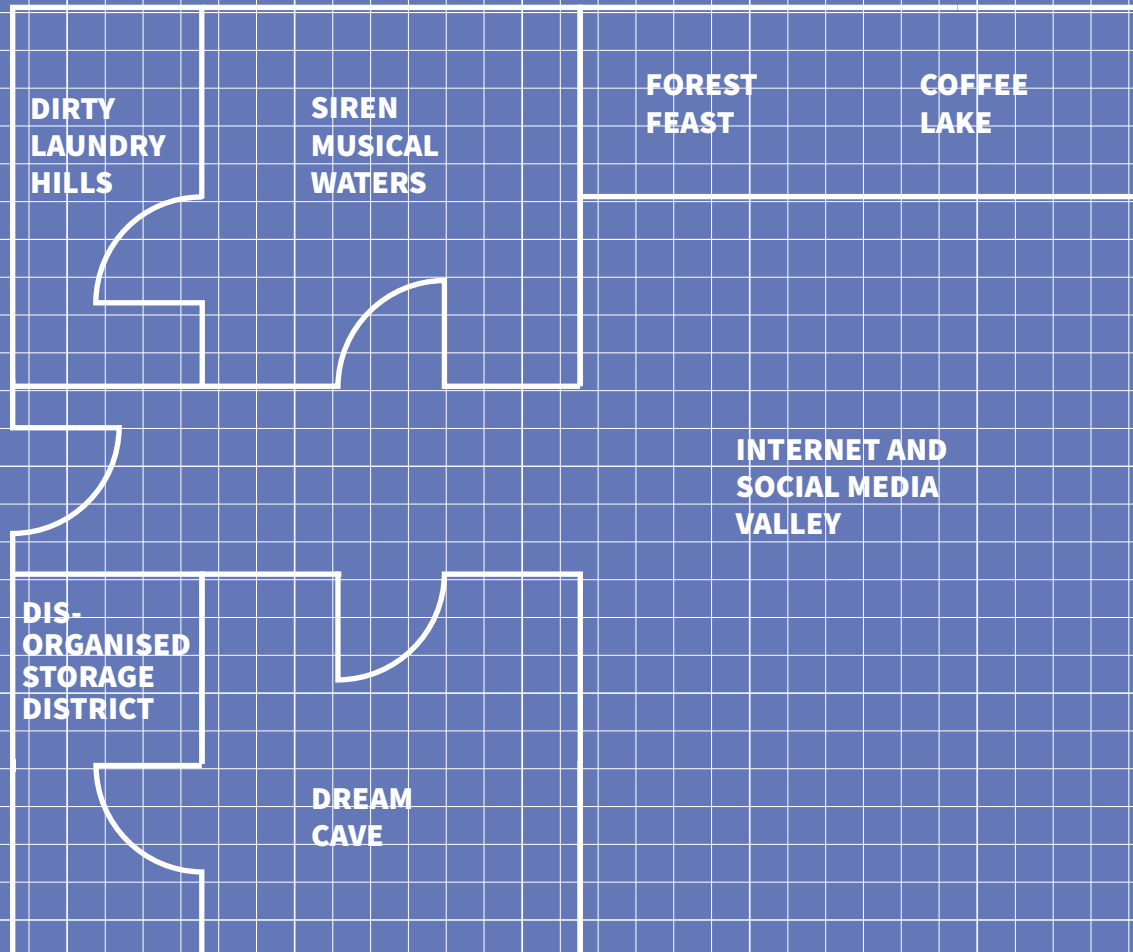 DIRTY
LAUNDRY
HILLS
SIREN
MUSICAL
WATERS
FOREST
FEAST
COFFEE
LAKE
INTERNET AND
SOCIAL MEDIA
VALLEY
DIS-
ORGANISED
STORAGE
DISTRICT
DREAM
CAVE